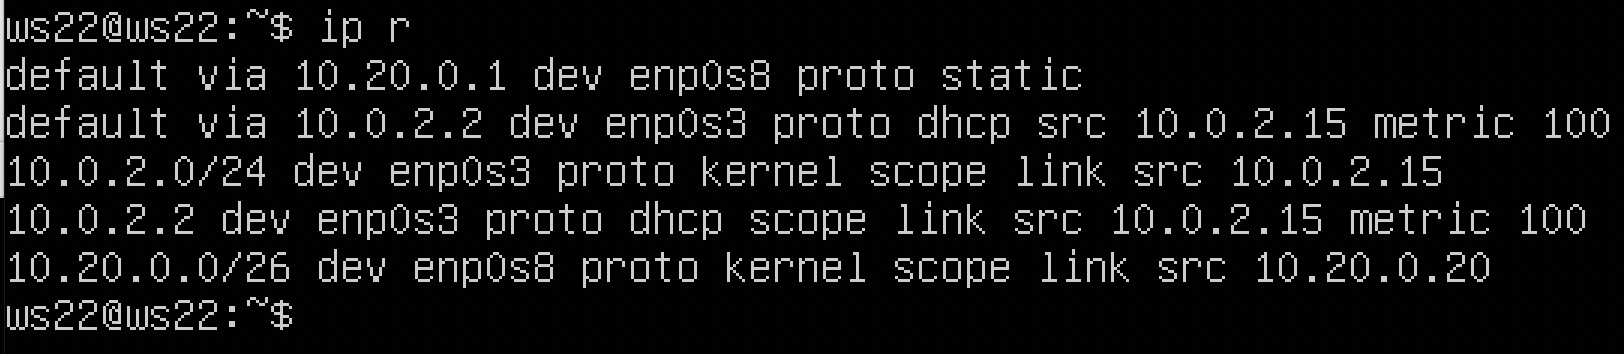 ws22@ws22:~$ ip r
default via 10.20.0.1 dev enp0s8 proto static
default via 10.0.2.2 dev enp0s3 proto dhcp src 10.0.2.15 metric 100
10.0.2.0/24 dev enp0s3 proto kernel scope link src 10.0.2.15
10.0.2.2 dev enp0s3 proto dhcp scope link src 10.0.2.15 metric 100
10.20.0.0/26 dev enp0s8 proto kernel scope link src 10.20.0.20
ws22@ws22:~$